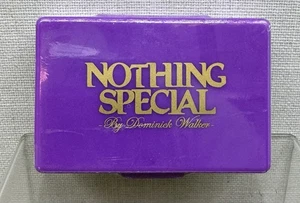 NOTHING
SPECIAL
By Dominick Walker